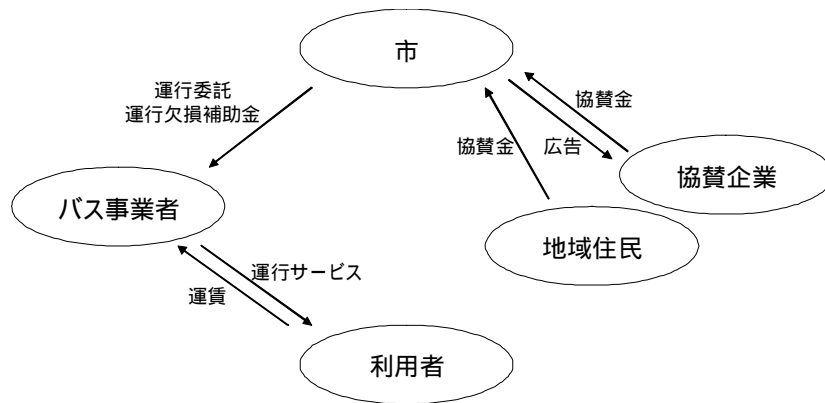 市
運行委託
運行欠損補助金
協賛金
協賛金
広告
協賛企業
バス事業者
地域住民
運行サービス
運賃
利用者